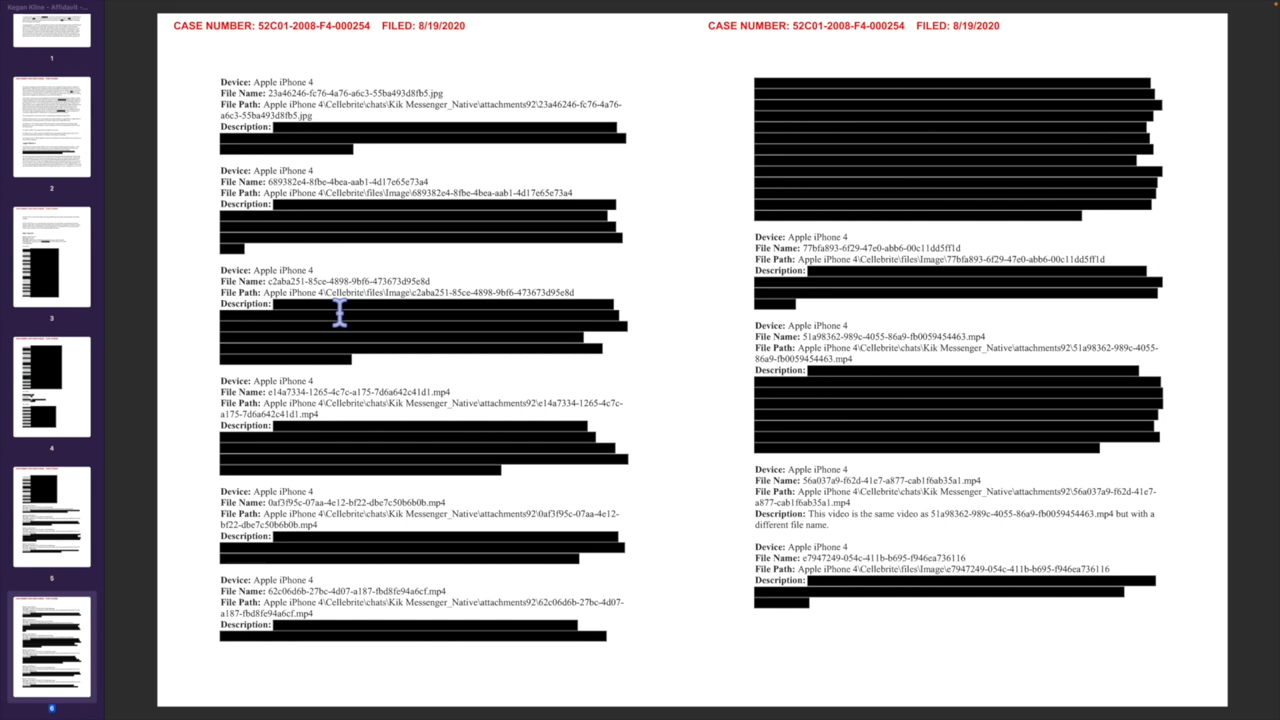 Kegan Kline - Affidavit -...
1
2
3
4
5
6
CASE NUMBER: 52C01-2008-F4-000254 FILED: 8/19/2020
Device: Apple iPhone 4
File Name: 23a46246-fc76-4a76-a6c3-55ba493d8fb5.jpg
File Path: Apple iPhone 4\Cellebrite\chats\Kik Messenger_Native\attachments92\23a46246-fc76-4a76-
a6c3-55ba493d8fb5.jpg
Description:
Device: Apple iPhone 4
File Name: 689382e4-8fbe-4bea-aab1-4d17e65e73a4
File Path: Apple iPhone 4\Cellebrite\files\Image\689382e4-8fbe-4bea-aab1-4d17e65e73a4
Description:
Device: Apple iPhone 4
File Name: c2aba251-85ce-4898-9bf6-473673d95e8d
File Path: Apple iPhone 4\Cellebrite\files\Image\c2aba251-85ce-4898-9bf6-473673d95e8d
Description:
Device: Apple iPhone 4
File Name: e14a7334-1265-4c7c-a175-7d6a642c41d1.mp4
File Path: Apple iPhone 4\Cellebrite\chats\Kik Messenger_Native\attachments92\e14a7334-1265-4c7c-
a175-7d6a642c41d1.mp4
Description:
Device: Apple iPhone 4
File Name: 0af3f95c-07aa-4e12-bf22-dbe7c50b6b0b.mp4
File Path: Apple iPhone 4\Cellebrite\chats\Kik Messenger_Native\attachments92\0af3f95c-07aa-4e12-
bf22-dbe7c50b6b0b.mp4
Description:
Device: Apple iPhone 4
File Name: 62c06d6b-27bc-4d07-a187-fbd8fe94a6cf.mp4
File Path: Apple iPhone 4\Cellebrite\chats\Kik Messenger_Native\attachments92\62c06d6b-27bc-4d07-
a187-fbd8fe94a6cf.mp4
Description:
CASE NUMBER: 52C01-2008-F4-000254 FILED: 8/19/2020
Device: Apple iPhone 4
File Name: 77bfa893-6f29-47e0-abb6-00c11dd5ff1d
File Path: Apple iPhone 4\Cellebrite\files\Image\77bfa893-6f29-47e0-abb6-00c11dd5ff1d
Description:
Device: Apple iPhone 4
File Name: 51a98362-989c-4055-86a9-fb0059454463.mp4
File Path: Apple iPhone 4\Cellebrite\chats\Kik Messenger_Native\attachments92\51a98362-989c-4055-
86a9-fb0059454463.mp4
Description:
Device: Apple iPhone 4
File Name: 56a037a9-f62d-41e7-a877-cab1f6ab35a1.mp4
File Path: Apple iPhone 4\Cellebrite\chats\Kik Messenger_Native\attachments92\56a037a9-f62d-41e7-
a877-cab1f6ab35a1.mp4
Description: This video is the same video as 51a98362-989c-4055-86a9-fb0059454463.mp4 but with a
different file name.
Device: Apple iPhone 4
File Name: e7947249-054c-411b-b695-f946ea736116
File Path: Apple iPhone 4\Cellebrite\files\Image\e7947249-054c-411b-b695-f946ea736116
Description: